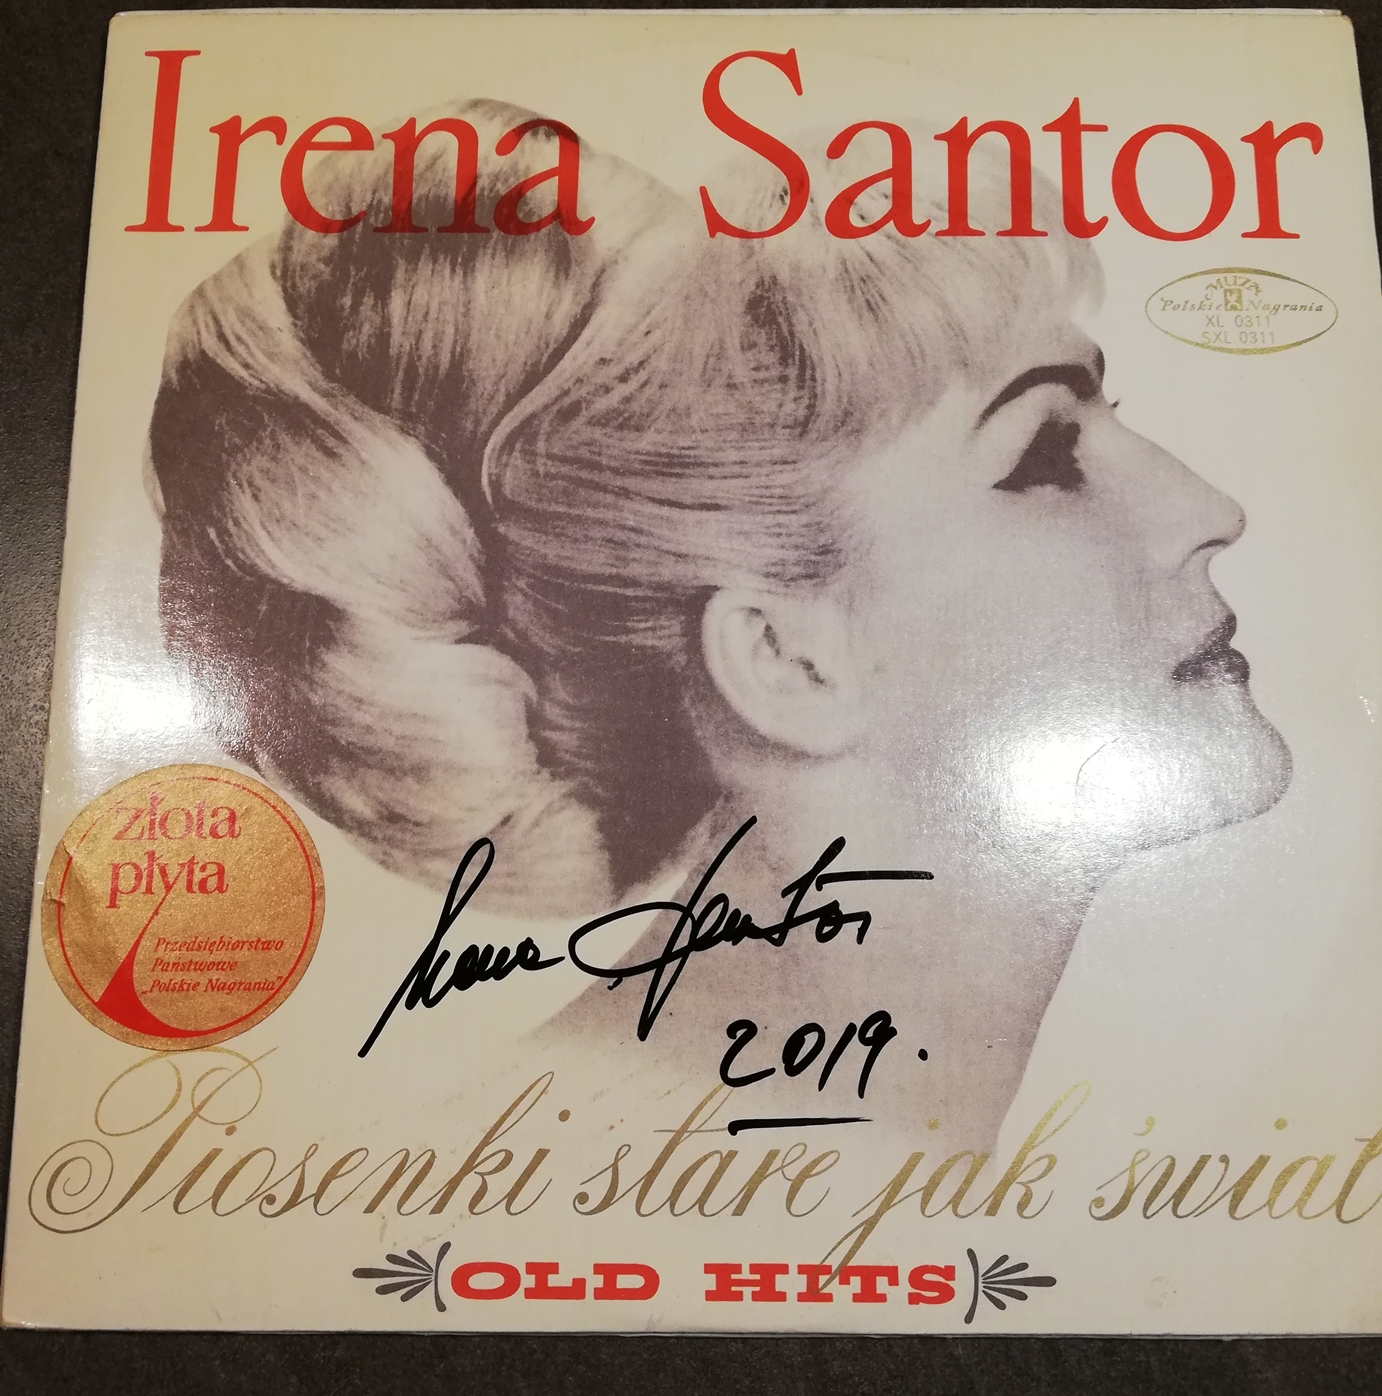 Irena Santor
MUZA
Polskie Nagrania
XL 0311
SXL 0311
złota
płyta
Przedsiębiorstwo
Państwowe
„Polskie Nagrania”
Irena Santor
2019.
Piosenki stare jak świat
(OLD HITS)